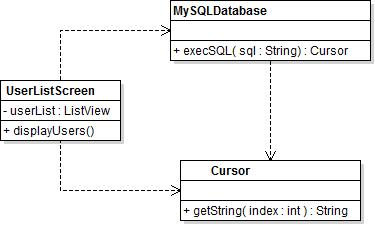 MySQLDatabase
+ execSQL( sql : String) : Cursor
UserListScreen
- userList : ListView
+ displayUsers()
Cursor
+ getString( index : int ) : String